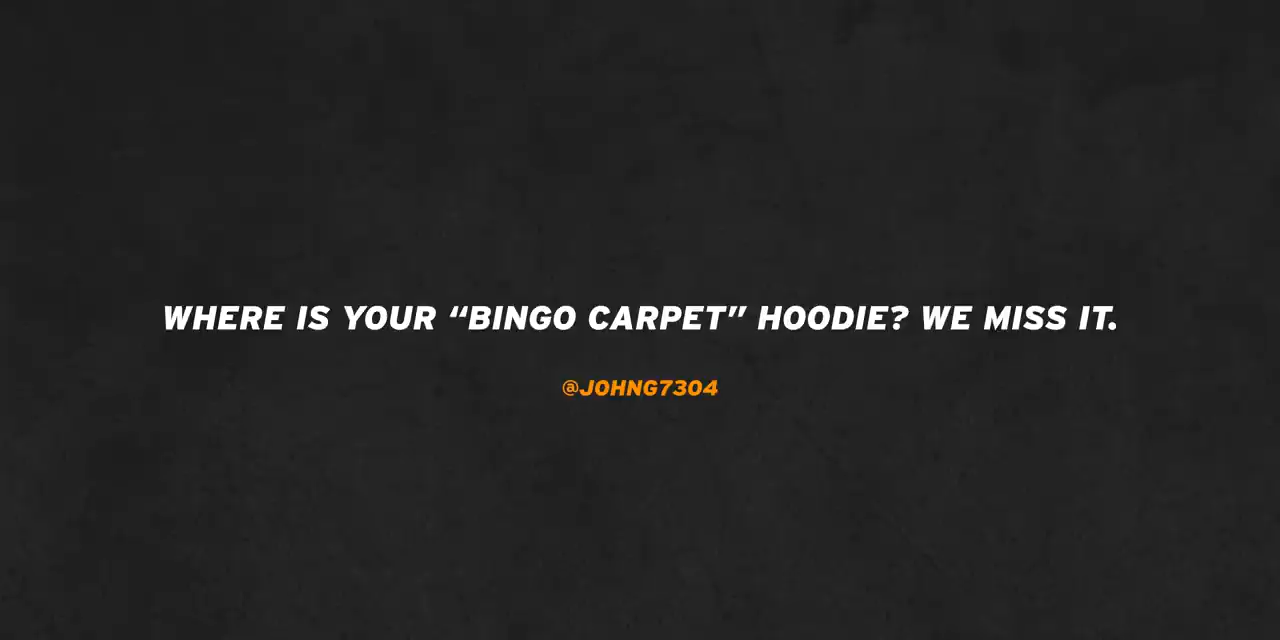 WHERE IS YOUR “BINGO CARPET” HOODIE? WE MISS IT.
@JOHNG7304